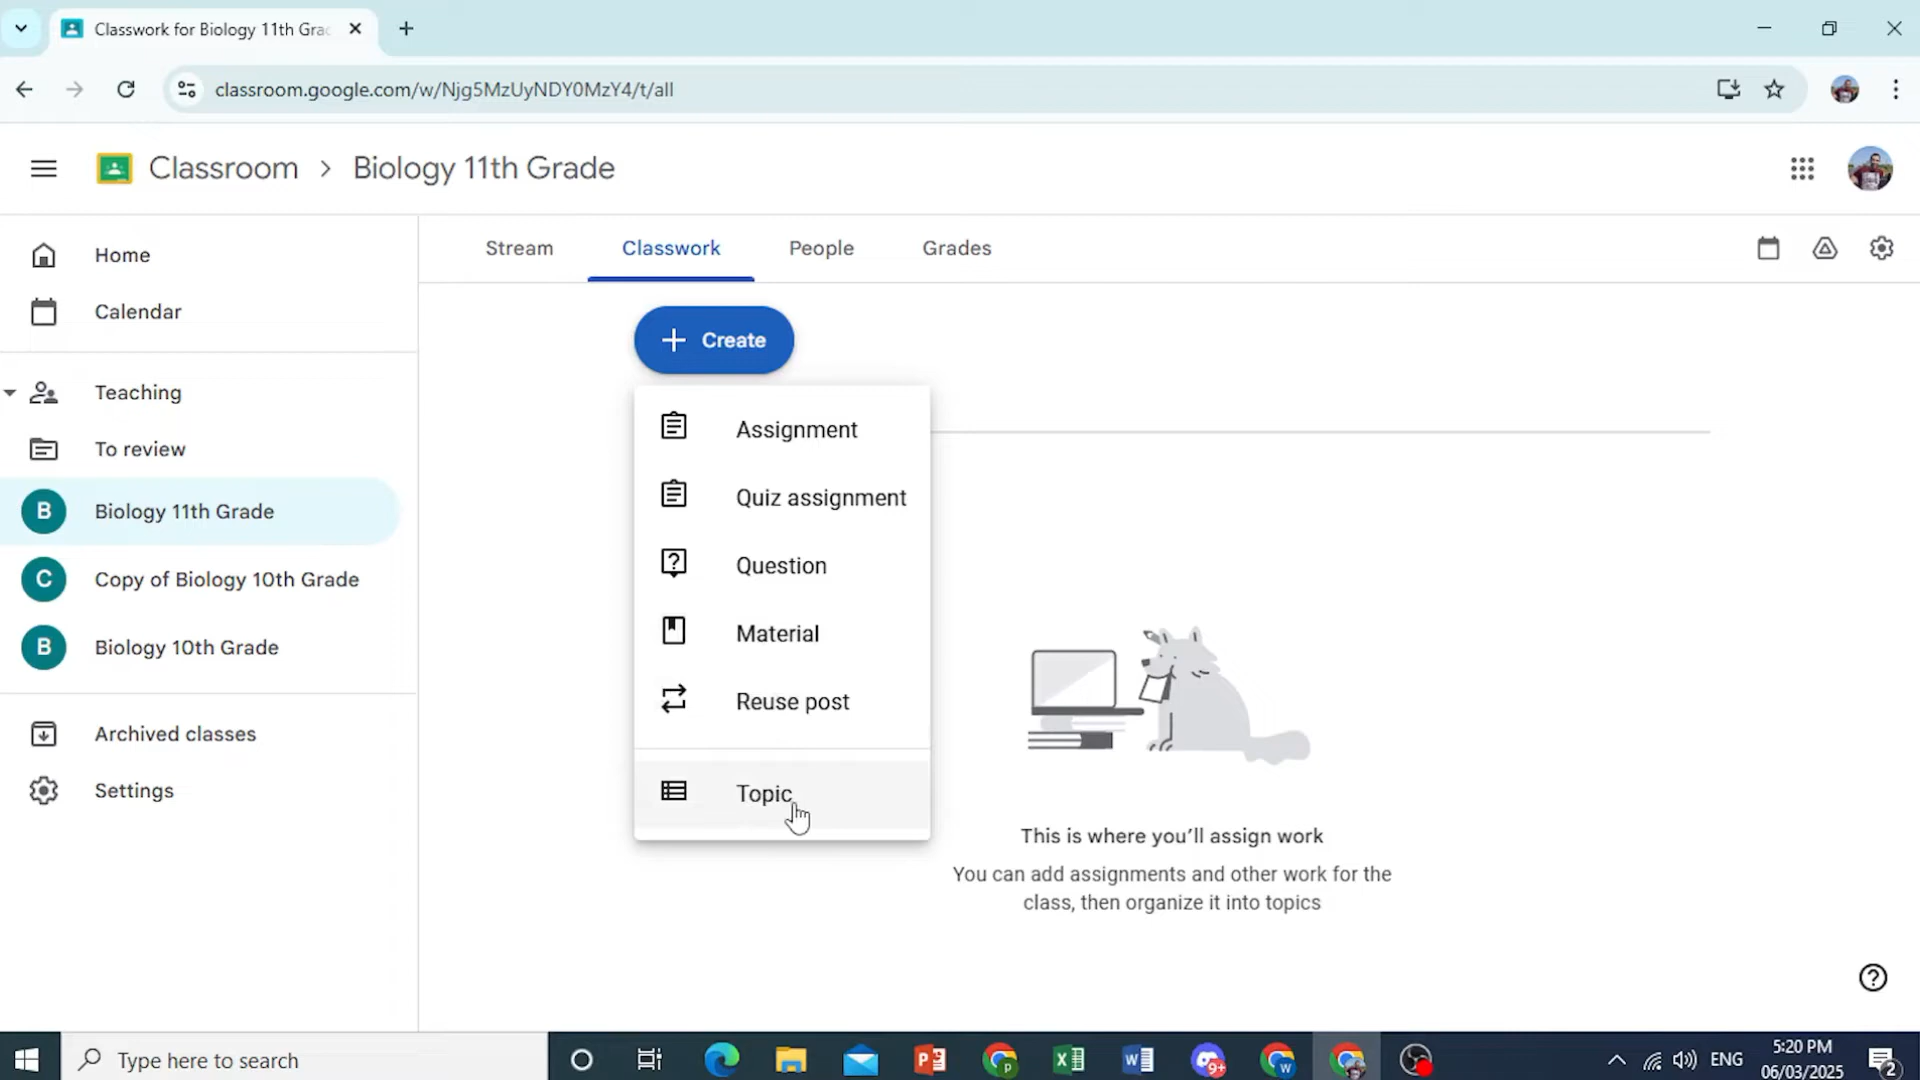 Classwork for Biology 11th Gra
classroom.google.com/w/Njg5MzUyNDY0MzY4/t/all
Classroom > Biology 11th Grade
Home
Calendar
Teaching
To review
B Biology 11th Grade
C Copy of Biology 10th Grade
B Biology 10th Grade
Archived classes
Settings
Stream Classwork People Grades
+ Create
Assignment
Quiz assignment
Question
Material
Reuse post
Topic
This is where you'll assign work
You can add assignments and other work for the
class, then organize it into topics
Type here to search
P
W
9+
W
ENG
5:20 PM
06/03/2025
2